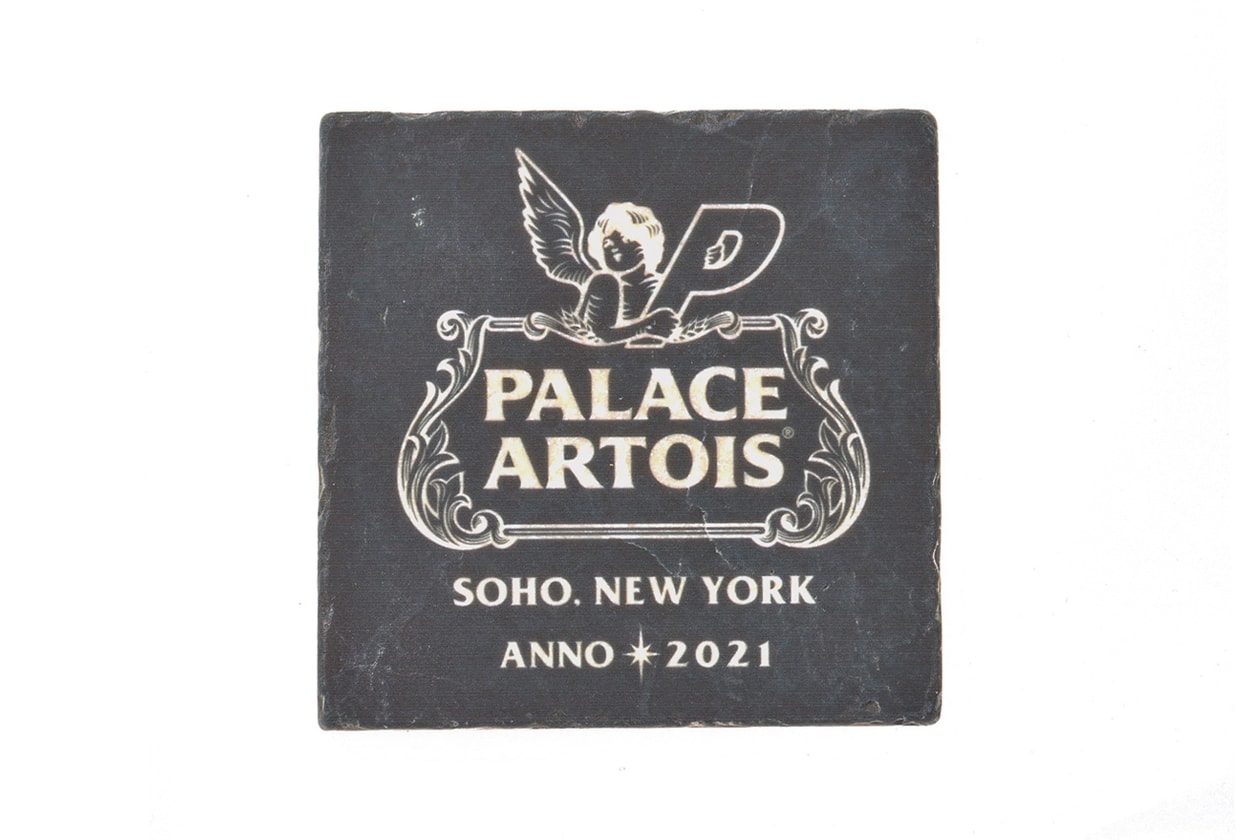 P
PALACE
ARTOIS®
SOHO, NEW YORK
ANNO 2021